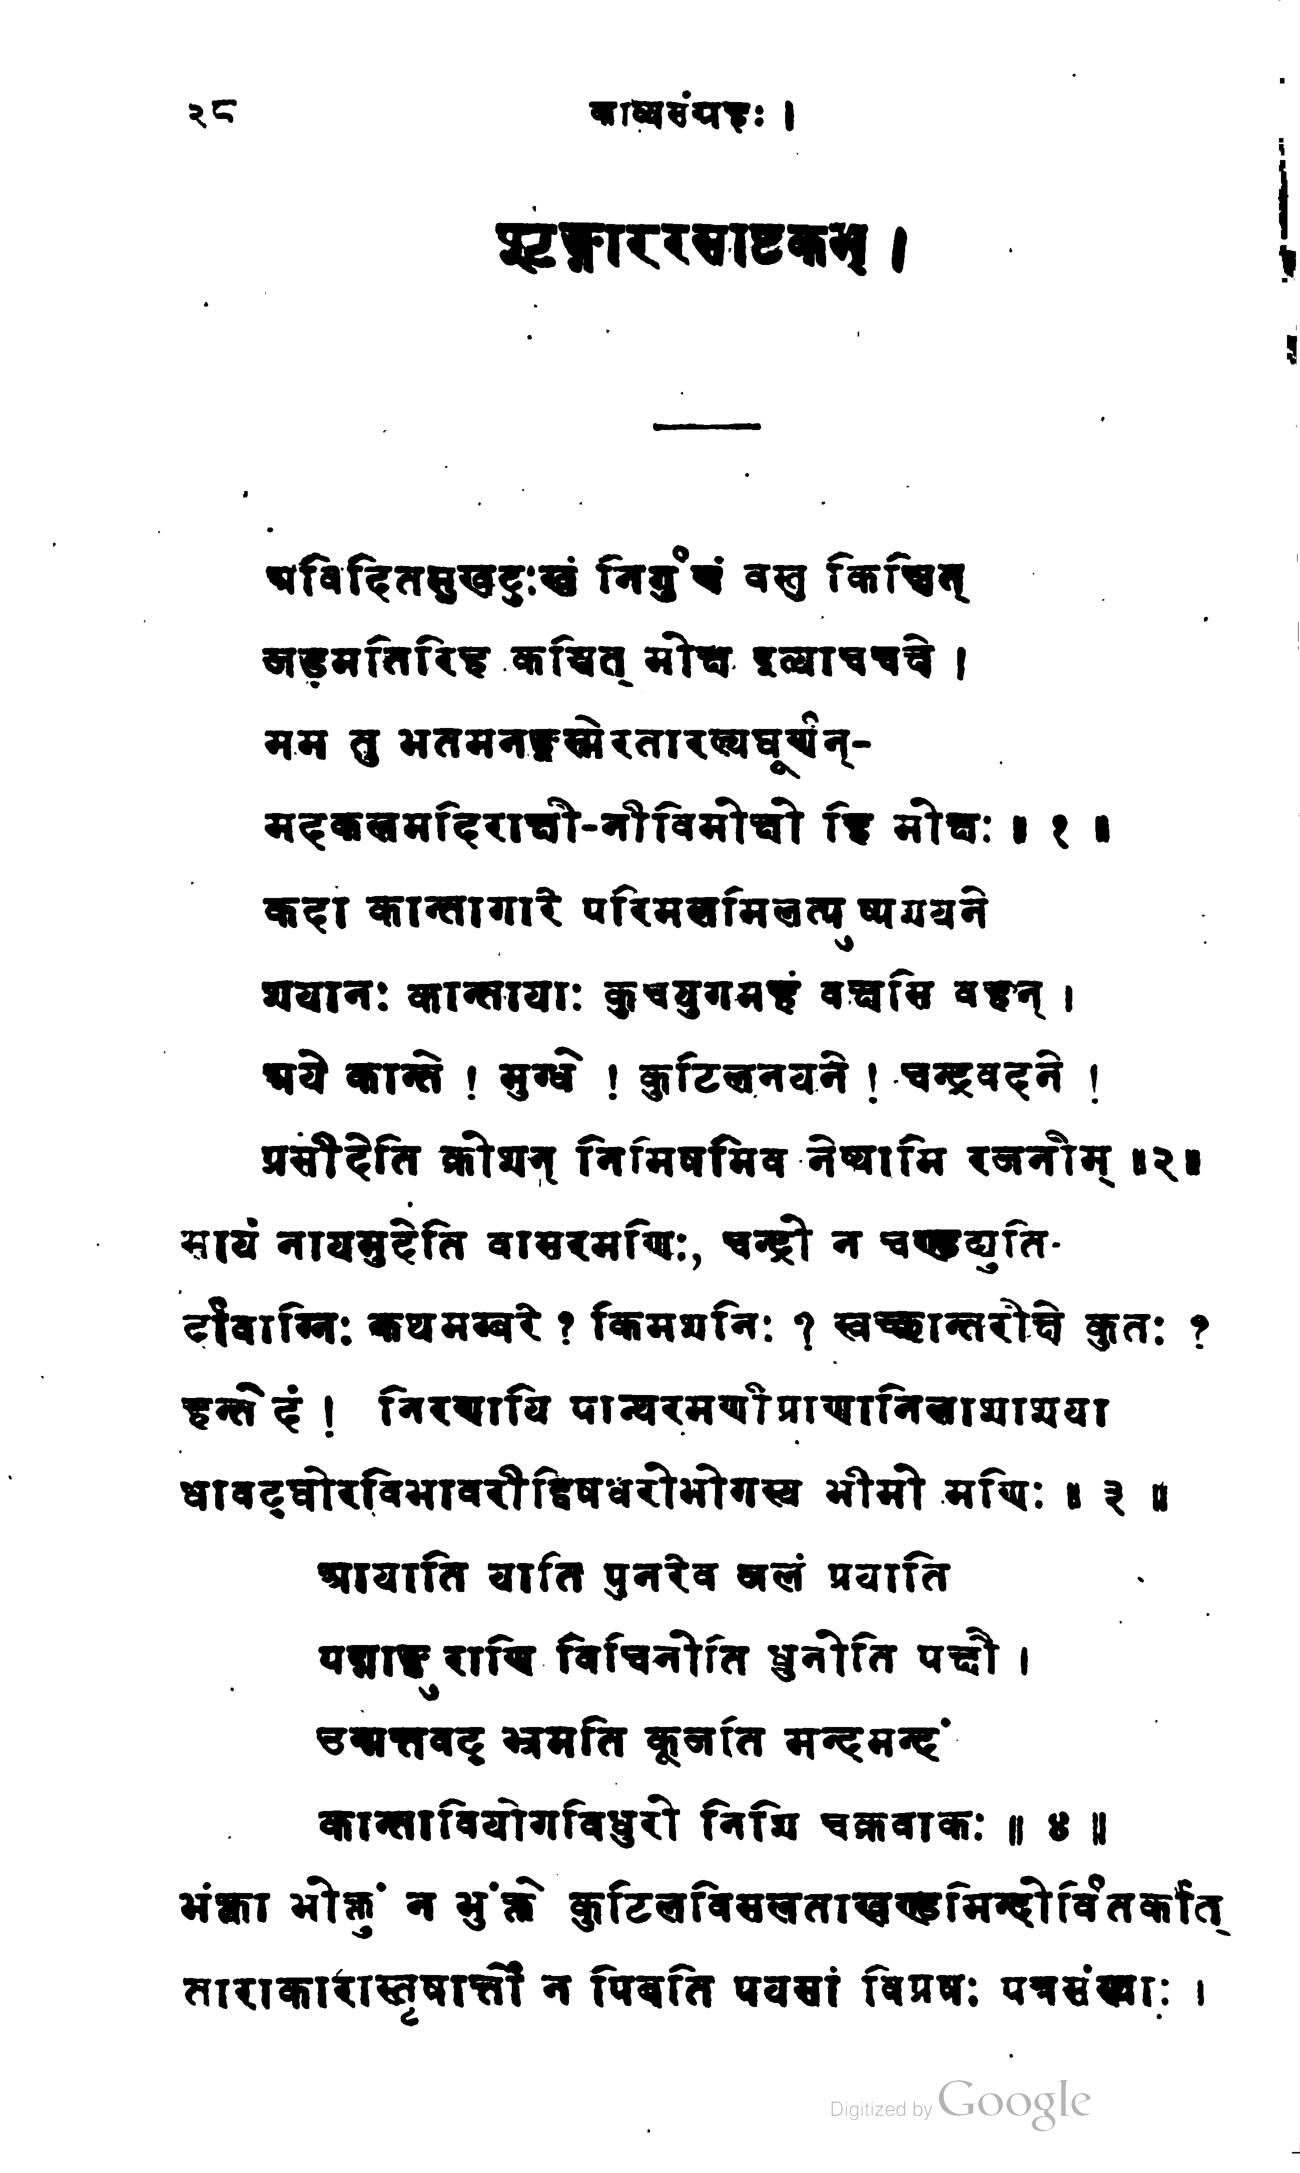 २८
काव्यसंग्रहः ।
शृङ्गाररसाष्टकम् ।
अविदितसुखदुःखं निर्गुणं वस्तु किञ्चित्
जडमतिरिह कश्चित् मोक्ष इत्याचचक्षे ।
मम तु मतमनङ्गस्मेरतारुण्यघूर्णन्-
मदकलमदिराक्षी-नीविमोक्षो हि मोक्षः ॥ १ ॥
कदा कान्तागारे परिमलमिलत्पुष्पशयने
शयानः कान्तायाः कुचयुगमहं वक्षसि वहन् ।
अये कान्ते ! मुग्धे ! कुटिलनयने ! चन्द्रवदने !
प्रसीदेति क्रोशन् निमिषमिव नेष्यामि रजनीम् ॥२॥
सायं नायमुदेति वासरमणिः, चन्द्रो न चण्डद्युति-
र्दावाग्निः कथमम्बरे ? किमशनिः ? स्वच्छान्तरीक्षे कुतः ?
हन्तेदं ! निरणायि पान्थरमणीप्राणानिलाशाशया
धावद्घोरविभावरीविषधरीभोगस्य भीमो मणिः ॥ ३ ॥
आयाति याति पुनरेव जलं प्रयाति
पद्माङ्कुराणि विचिनोति धुनोति पक्षौ ।
उन्मत्तवद् भ्रमति कूजति मन्दमन्दं
कान्तावियोगविधुरो निशि चक्रवाकः ॥ ४ ॥
भंक्त्वा भोक्तुं न भुंक्ते कुटिलविसलताखण्डमिन्दोर्वितर्कात्
ताराकारास्तृषार्त्तो न पिबति पयसां विप्रुषः पत्रसंस्थाः ।
Digitized by Google